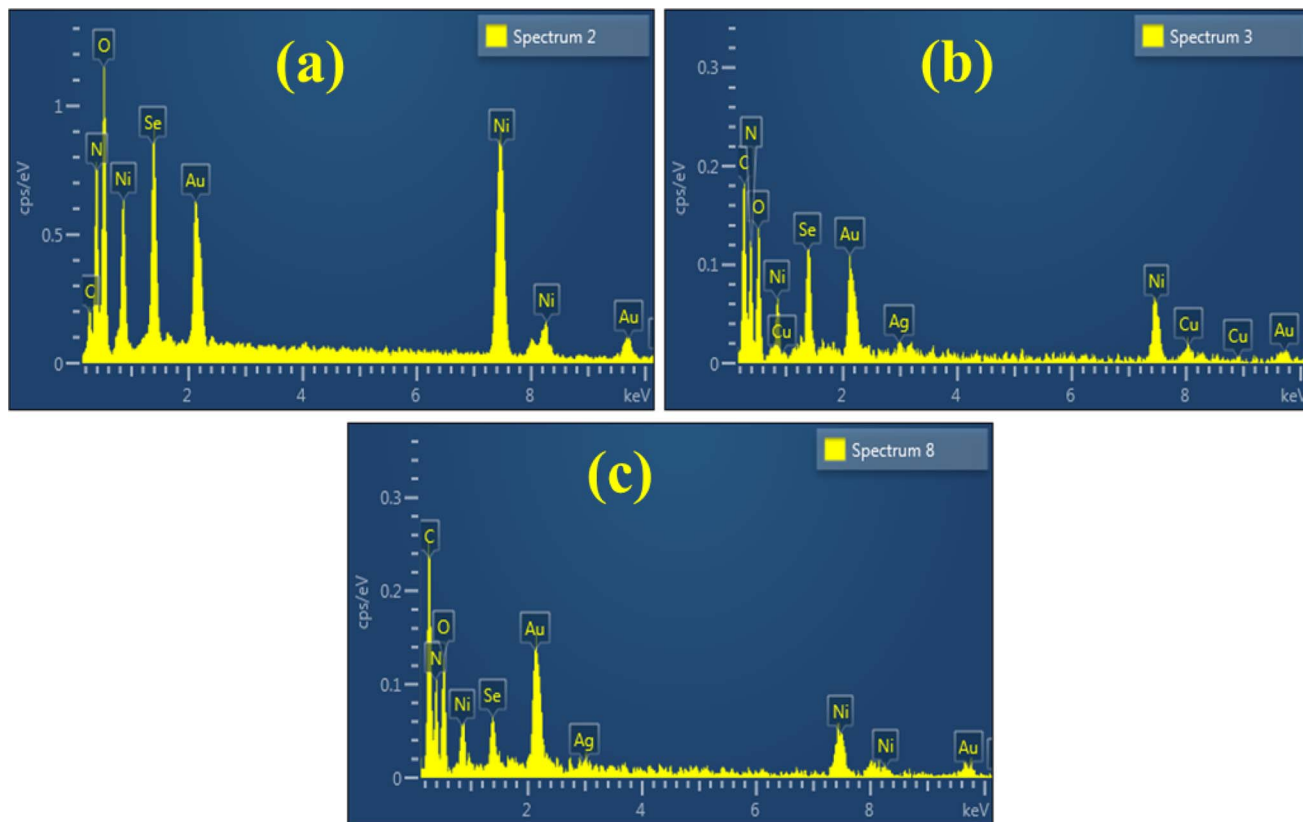 (a)
Spectrum 2
cps/eV
1
0.5
0
C
N
O
Ni
Se
Au
Ni
Ni
Au
2
4
6
8
keV
(b)
Spectrum 3
cps/eV
0.3
0.2
0.1
0
C
N
O
Ni
Cu
Se
Au
Ag
Ni
Cu
Cu
Au
2
4
6
8
keV
(c)
Spectrum 8
cps/eV
0.3
0.2
0.1
0
C
N
O
Ni
Se
Au
Ag
Ni
Ni
Au
2
4
6
8
keV